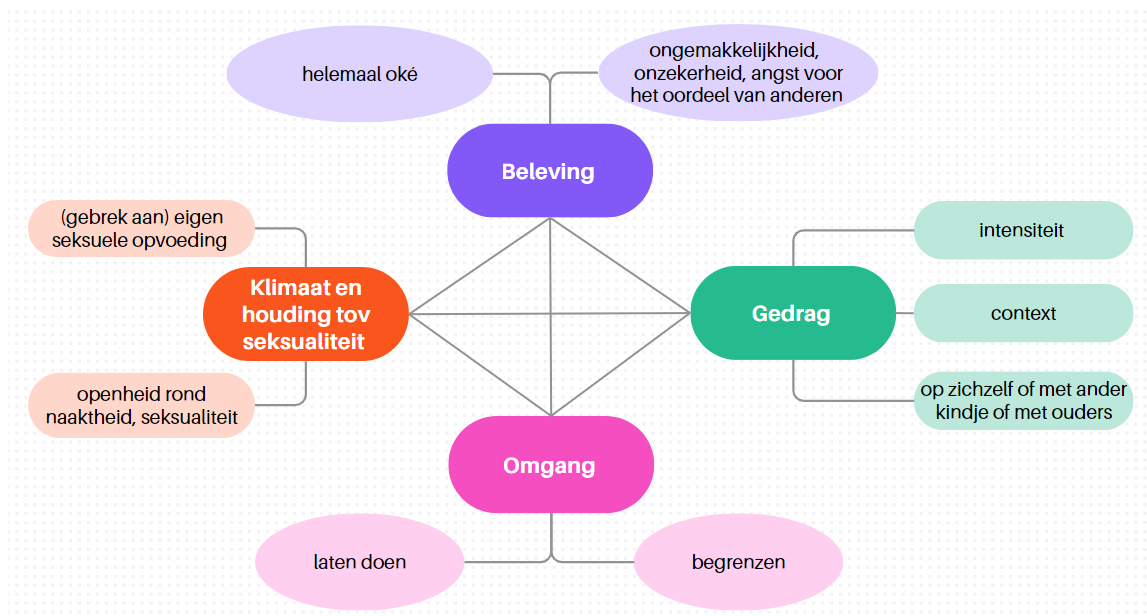 helemaal oké
ongemakkelijkheid,
onzekerheid, angst voor
het oordeel van anderen
Beleving
(gebrek aan) eigen
seksuele opvoeding
Klimaat en
houding tov
seksualiteit
openheid rond
naaktheid, seksualiteit
intensiteit
Gedrag
context
op zichzelf of met ander
kindje of met ouders
Omgang
laten doen
begrenzen